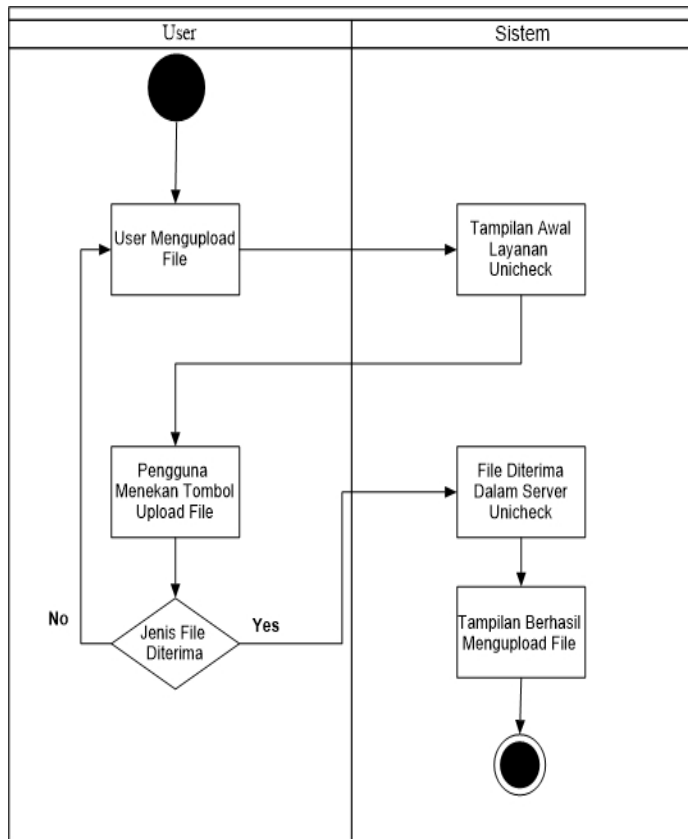 User
Sistem
User Mengupload
File
Tampilan Awal
Layanan
Unicheck
Pengguna
Menekan Tombol
Upload File
File Diterima
Dalam Server
Unicheck
No
Jenis File
Diterima
Yes
Tampilan Berhasil
Mengupload File